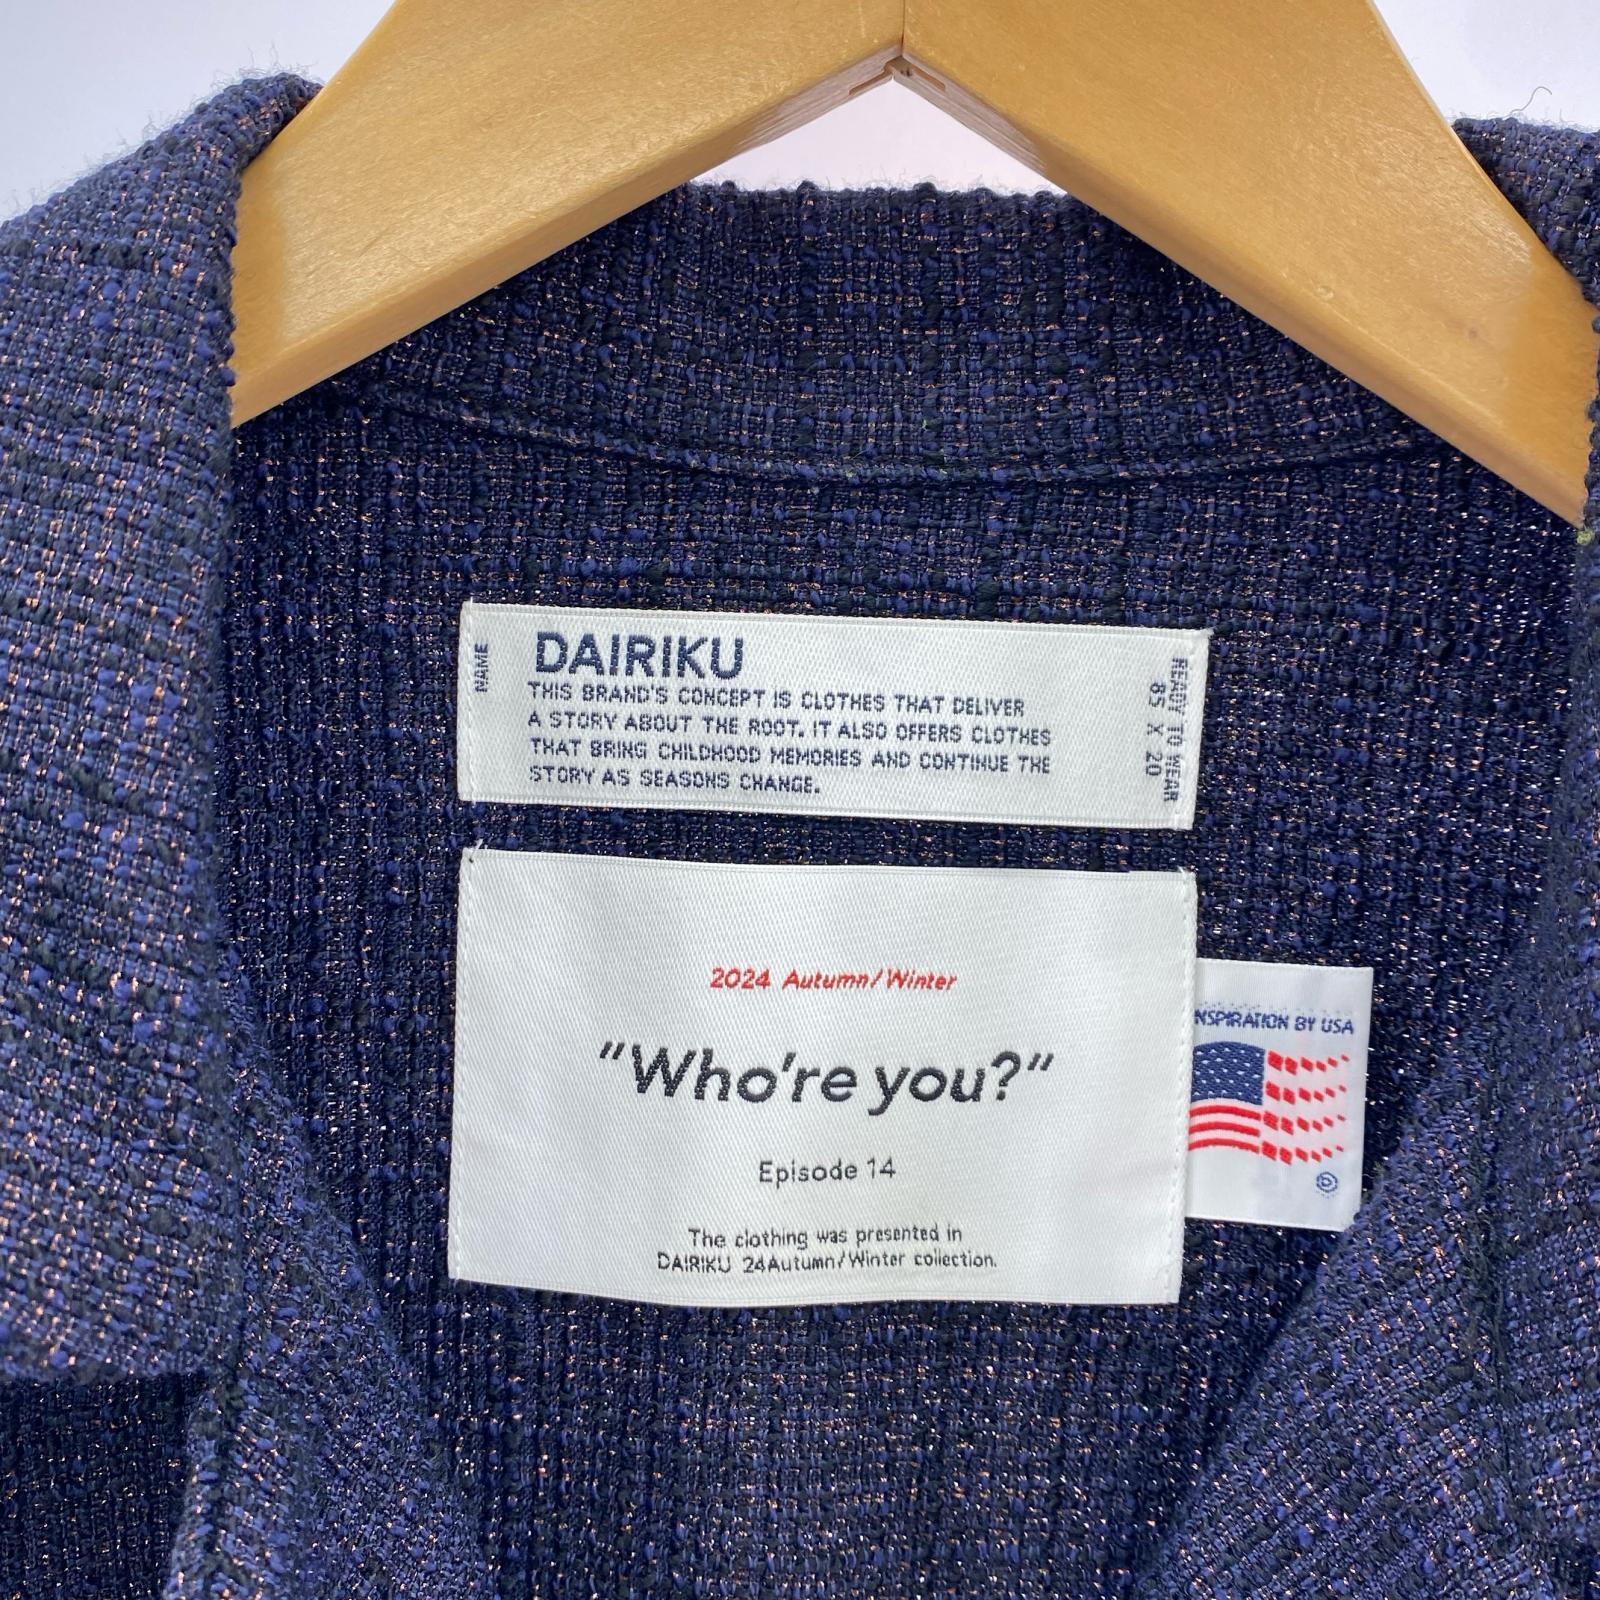 NAME
DAIRIKU
THIS BRAND'S CONCEPT IS CLOTHES THAT DELIVER
A STORY ABOUT THE ROOT. IT ALSO OFFERS CLOTHES
THAT BRING CHILDHOOD MEMORIES AND CONTINUE THE
STORY AS SEASONS CHANGE.
READY TO WEAR
85 X 20
2024 Autumn/Winter
"Who're you?"
Episode 14
The clothing was presented in
DAIRIKU 24Autumn/Winter collection.
NSPIRATION BY USA